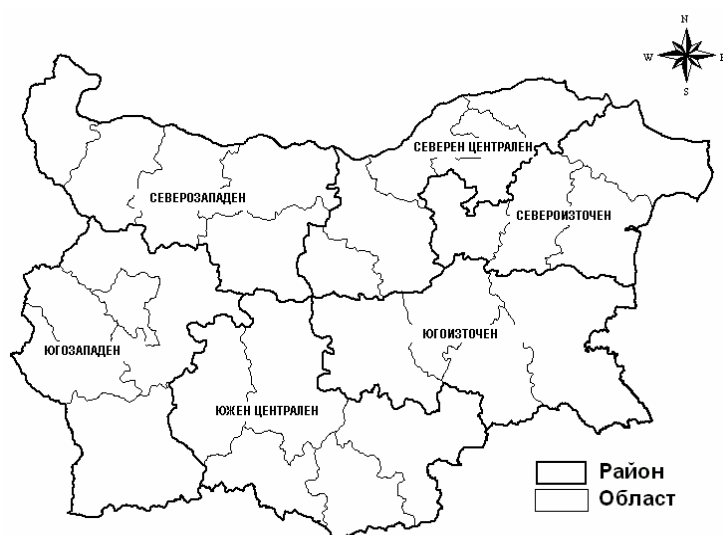 N
W E
S
СЕВЕРЕН ЦЕНТРАЛЕН
СЕВЕРОЗАПАДЕН
СЕВЕРОИЗТОЧЕН
ЮГОИЗТОЧЕН
ЮГОЗАПАДЕН
ЮЖЕН ЦЕНТРАЛЕН
Район
Област